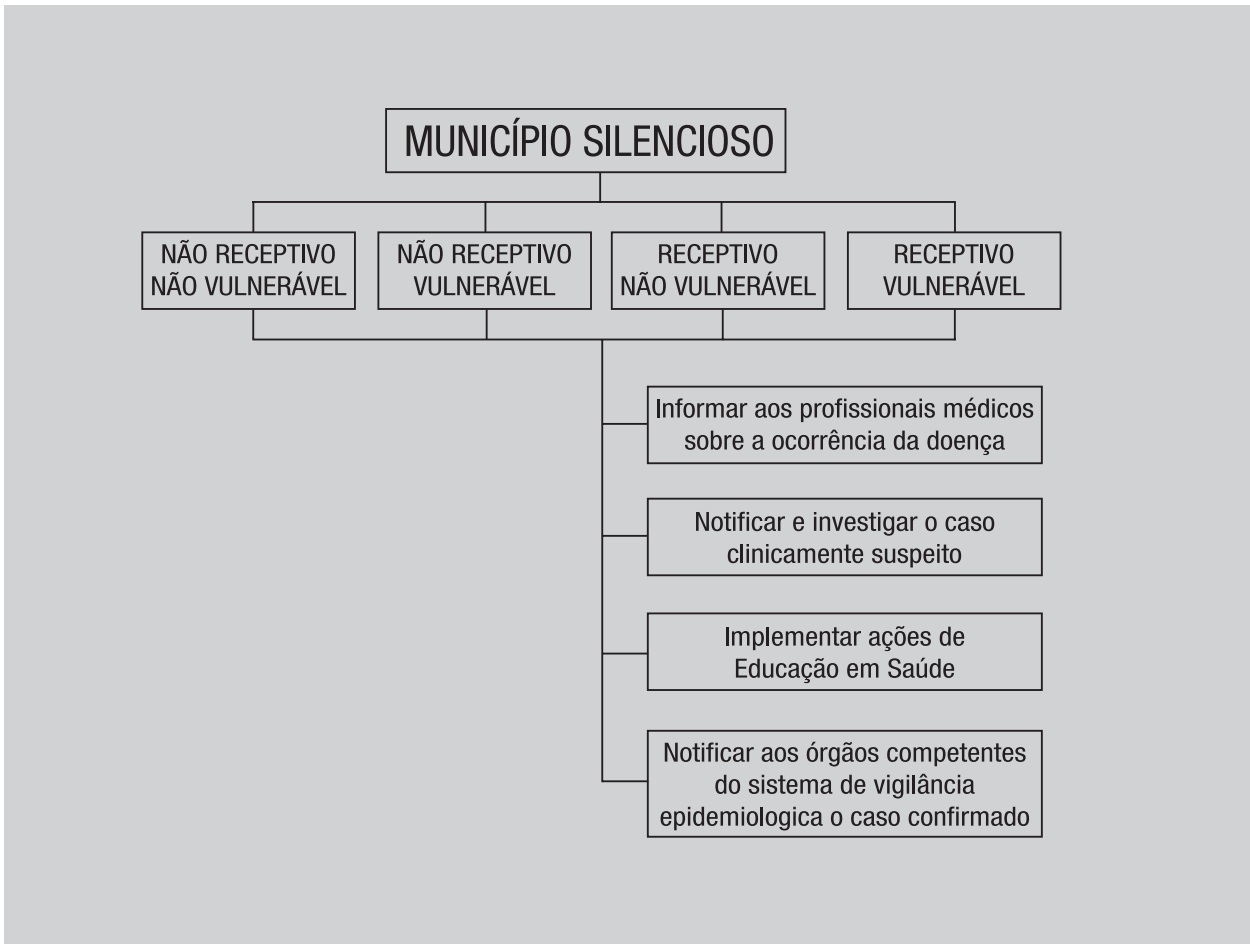 MUNICÍPIO SILENCIOSO
NÃO RECEPTIVO
NÃO VULNERÁVEL
NÃO RECEPTIVO
VULNERÁVEL
RECEPTIVO
NÃO VULNERÁVEL
RECEPTIVO
VULNERÁVEL
Informar aos profissionais médicos
sobre a ocorrência da doença
Notificar e investigar o caso
clinicamente suspeito
Implementar ações de
Educação em Saúde
Notificar aos órgãos competentes
do sistema de vigilância
epidemiologica o caso confirmado